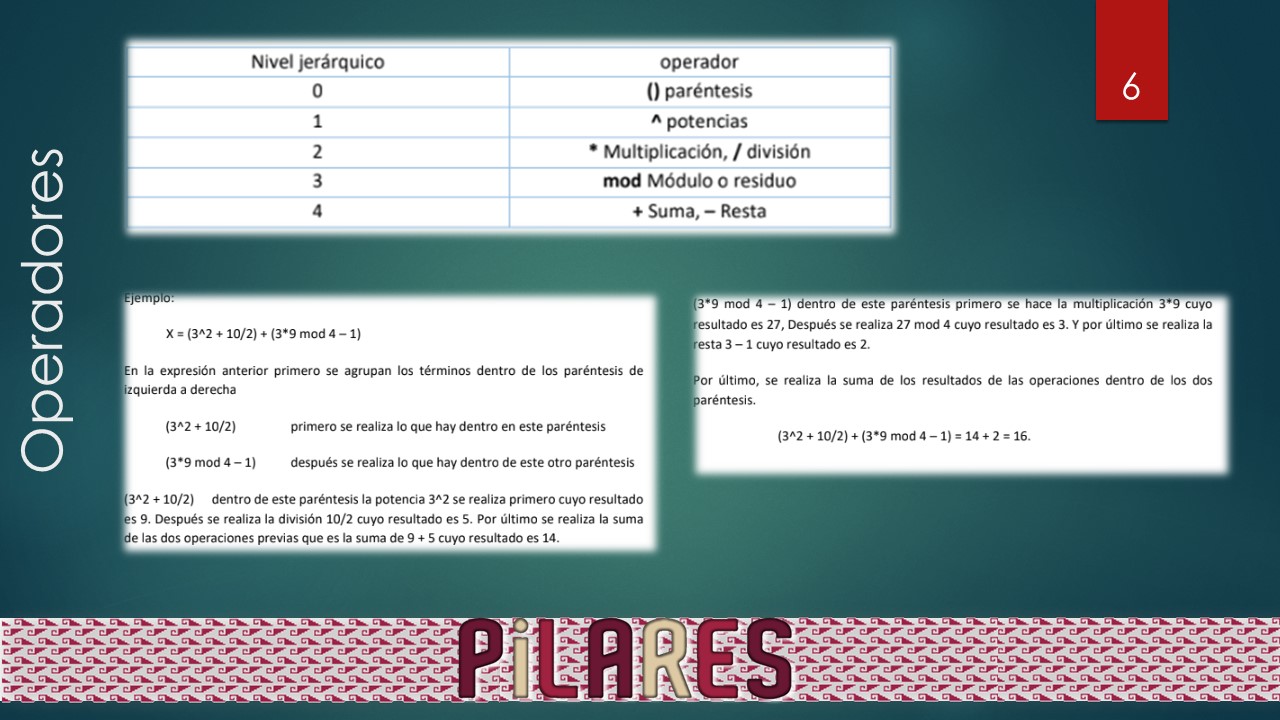 Operadores
6
Nivel jerárquico operador
0 () paréntesis
1 ^ potencias
2 * Multiplicación, / división
3 mod Módulo o residuo
4 + Suma, – Resta
Ejemplo:
X = (3^2 + 10/2) + (3*9 mod 4 – 1)
En la expresión anterior primero se agrupan los términos dentro de los paréntesis de
izquierda a derecha
(3^2 + 10/2) primero se realiza lo que hay dentro en este paréntesis
(3*9 mod 4 – 1) después se realiza lo que hay dentro de este otro paréntesis
(3^2 + 10/2) dentro de este paréntesis la potencia 3^2 se realiza primero cuyo resultado
es 9. Después se realiza la división 10/2 cuyo resultado es 5. Por último se realiza la suma
de las dos operaciones previas que es la suma de 9 + 5 cuyo resultado es 14.
(3*9 mod 4 – 1) dentro de este paréntesis primero se hace la multiplicación 3*9 cuyo
resultado es 27, Después se realiza 27 mod 4 cuyo resultado es 3. Y por último se realiza la
resta 3 – 1 cuyo resultado es 2.
Por último, se realiza la suma de los resultados de las operaciones dentro de los dos
paréntesis.
(3^2 + 10/2) + (3*9 mod 4 – 1) = 14 + 2 = 16.
PiLARES